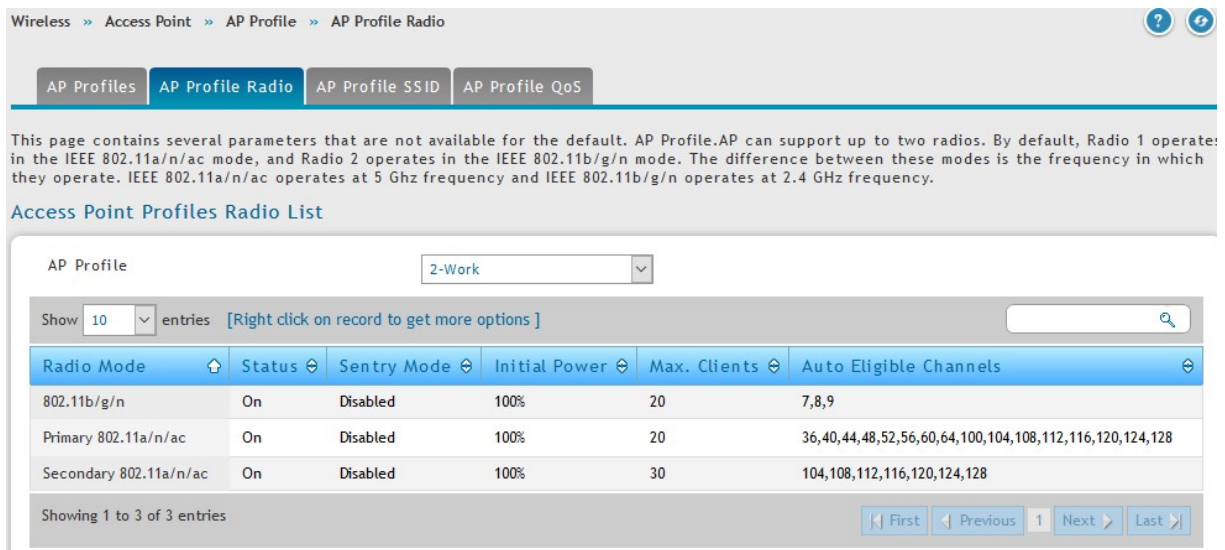 Wireless » Access Point » AP Profile » AP Profile Radio
?
AP Profiles AP Profile Radio AP Profile SSID AP Profile QoS
This page contains several parameters that are not available for the default. AP Profile.AP can support up to two radios. By default, Radio 1 operates
in the IEEE 802.11a/n/ac mode, and Radio 2 operates in the IEEE 802.11b/g/n mode. The difference between these modes is the frequency in which
they operate. IEEE 802.11a/n/ac operates at 5 Ghz frequency and IEEE 802.11b/g/n operates at 2.4 GHz frequency.
Access Point Profiles Radio List
AP Profile 2-Work
Show 10 entries [Right click on record to get more options ]
Radio Mode Status Sentry Mode Initial Power Max. Clients Auto Eligible Channels
802.11b/g/n On Disabled 100% 20 7,8,9
Primary 802.11a/n/ac On Disabled 100% 20 36,40,44,48,52,56,60,64,100,104,108,112,116,120,124,128
Secondary 802.11a/n/ac On Disabled 100% 30 104,108,112,116,120,124,128
Showing 1 to 3 of 3 entries First Previous 1 Next Last